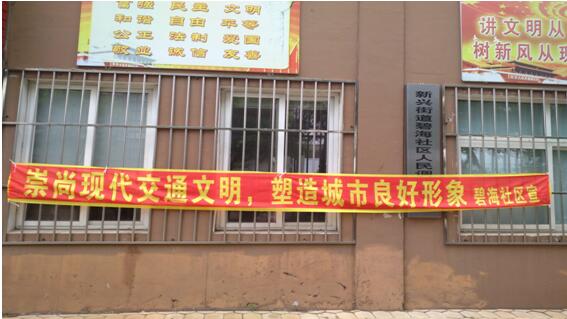 富强 民主 文明
和谐 自由 平等
公正 法制 爱国
敬业 诚信 友善
讲文明从
树新风从
新兴街道碧海社区人民调
崇尚现代交通文明，塑造城市良好形象 碧海社区 宣